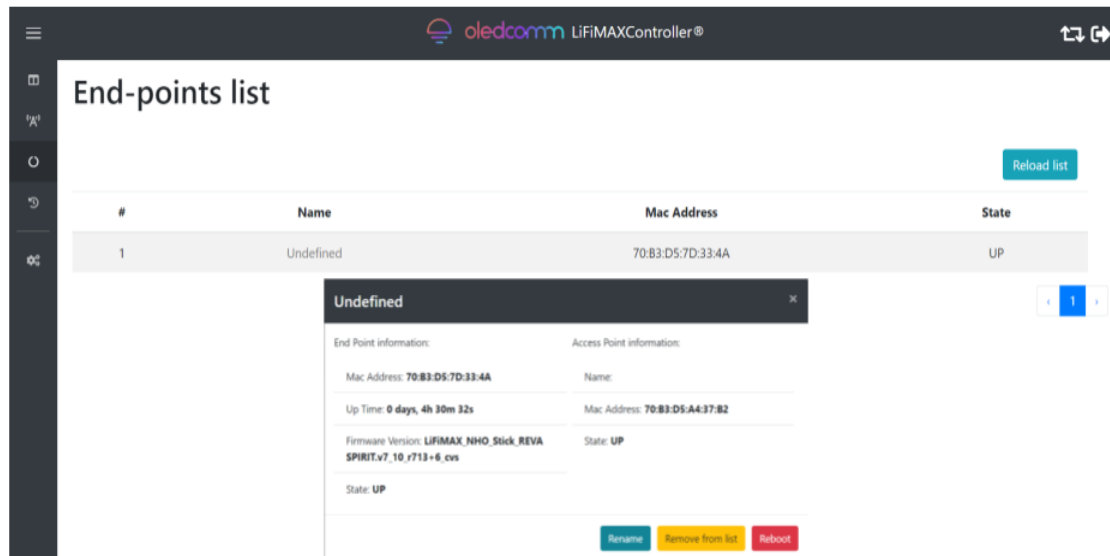 oledcomm LiFiMAXController®
End-points list
Reload list
# Name Mac Address State
1 Undefined 70:B3:D5:7D:33:4A UP
Undefined ×
‹ 1 ›
End Point information: Access Point information:
Mac Address: 70:B3:D5:7D:33:4A Name:
Up Time: 0 days, 4h 30m 32s Mac Address: 70:B3:D5:A4:37:B2
Firmware Version: LiFiMAX_NHO_Stick_REVA State: UP
SPIRIT.v7_10_r713+6_cvs
State: UP
Rename Remove from list Reboot